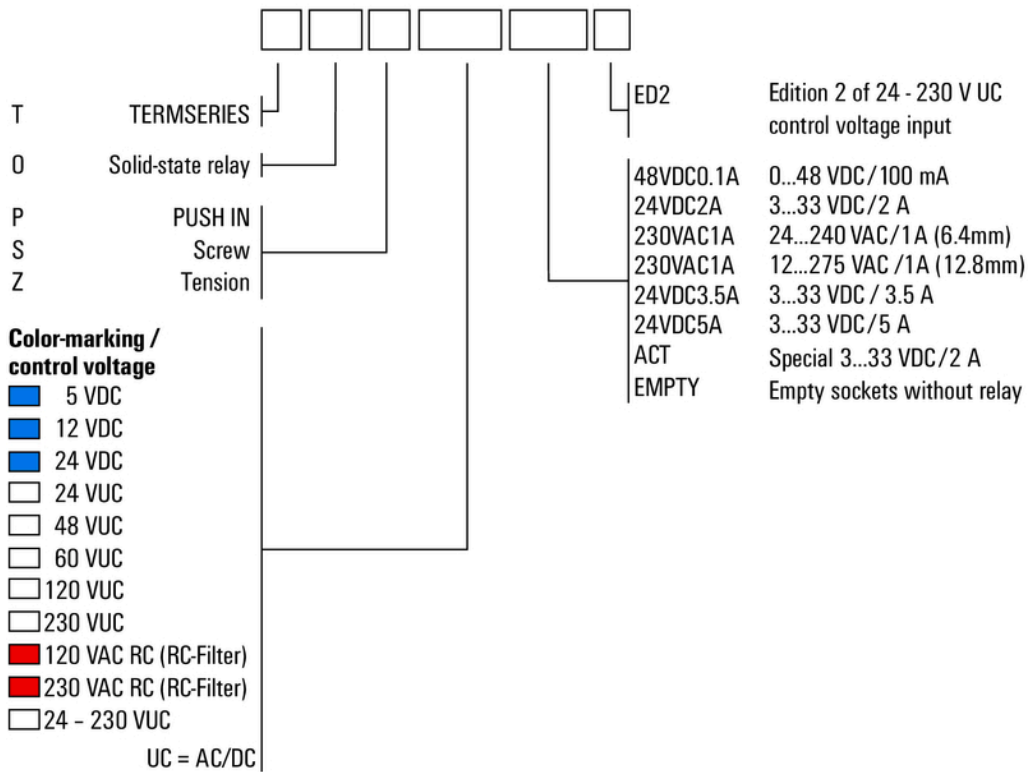 T TERMSERIES
O Solid-state relay
P PUSH IN
S Screw
Z Tension
Color-marking /
control voltage
5 VDC
12 VDC
24 VDC
24 VUC
48 VUC
60 VUC
120 VUC
230 VUC
120 VAC RC (RC-Filter)
230 VAC RC (RC-Filter)
24 – 230 VUC
UC = AC/DC
ED2 Edition 2 of 24 - 230 V UC
control voltage input
48VDC0.1A 0...48 VDC/100 mA
24VDC2A 3...33 VDC/2 A
230VAC1A 24...240 VAC/1A (6.4mm)
230VAC1A 12...275 VAC /1A (12.8mm)
24VDC3.5A 3...33 VDC / 3.5 A
24VDC5A 3...33 VDC/5 A
ACT Special 3...33 VDC/2 A
EMPTY Empty sockets without relay